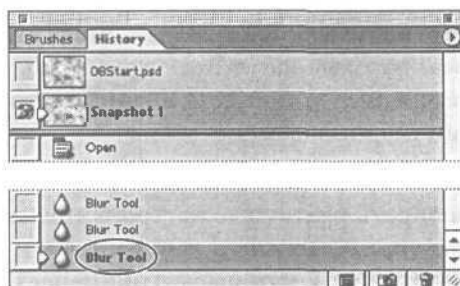 Brushes History
08Start.psd
Snapshot 1
Open
Blur Tool
Blur Tool
Blur Tool